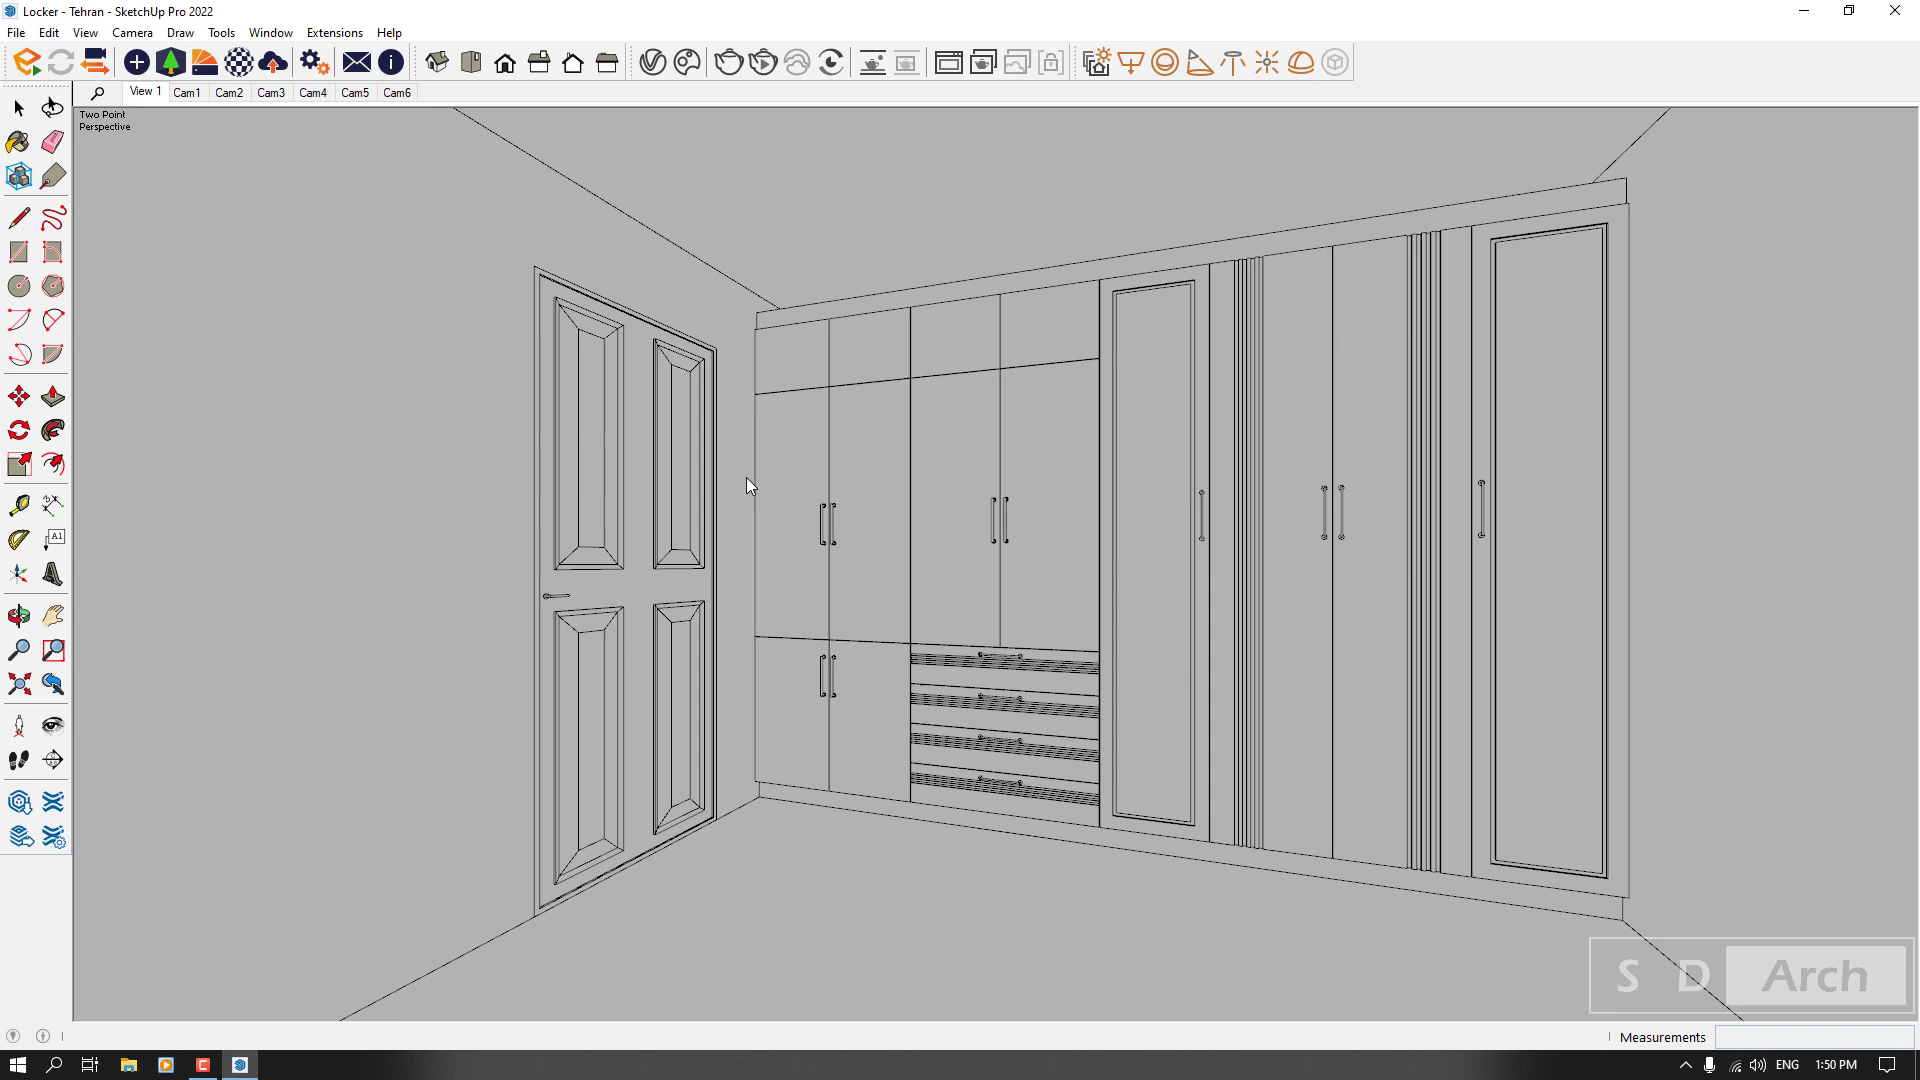 Locker - Tehran - SketchUp Pro 2022
File Edit View Camera Draw Tools Window Extensions Help
View 1 Cam1 Cam2 Cam3 Cam4 Cam5 Cam6
Two Point
Perspective
A1
S D Arch
Measurements
ENG 1:50 PM